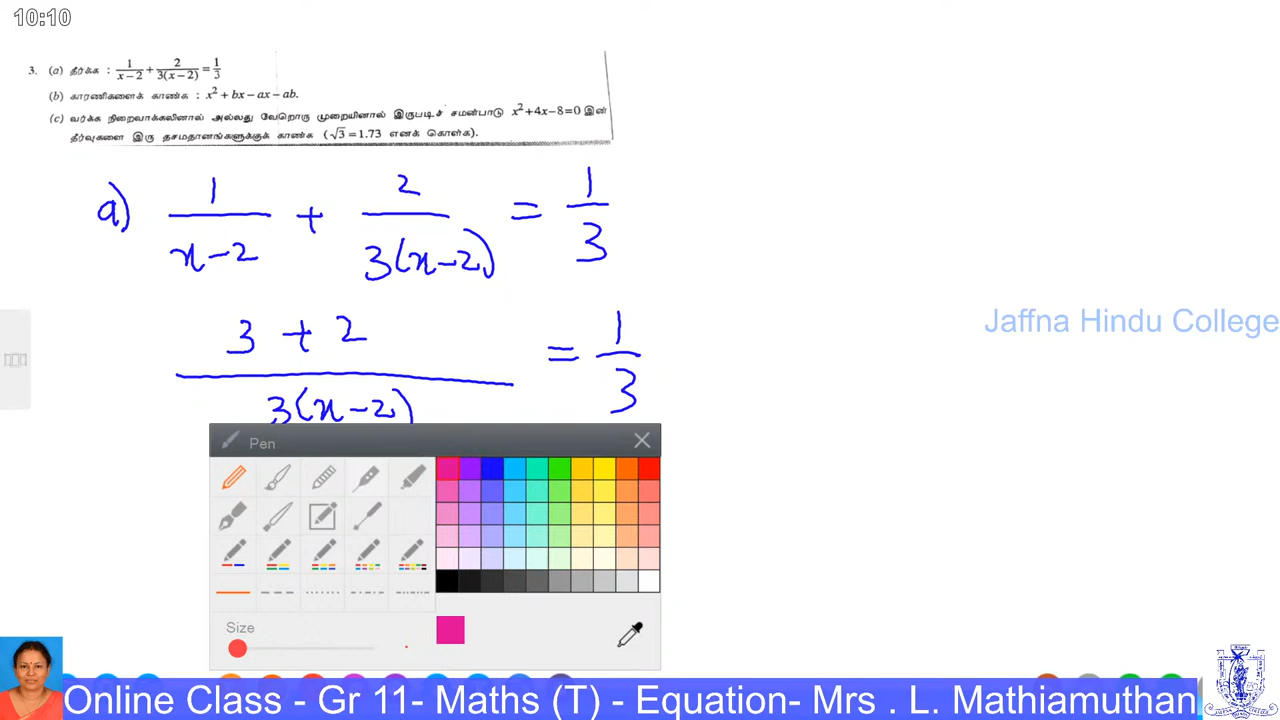 10:10
3. (a) தீர்க்க : 1/(x−2) + 2/(3(x−2)) = 1/3
(b) காரணிகளைக் காண்க : x² + bx − ax − ab.
(c) வர்க்க நிறைவாக்கலினால் அல்லது வேறொரு முறையினால் இருபடிச் சமன்பாடு x²+4x−8=0 இன்
தீர்வுகளை இரு தசமதானங்களுக்குக் காண்க (√3 = 1.73 எனக் கொள்க).
a) 1/(x−2) + 2/(3(x−2)) = 1/3
Jaffna Hindu College
(3 + 2)/(3(x−2)) = 1/3
Pen
Size
Online Class - Gr 11- Maths (T) - Equation- Mrs . L. Mathiamuthan